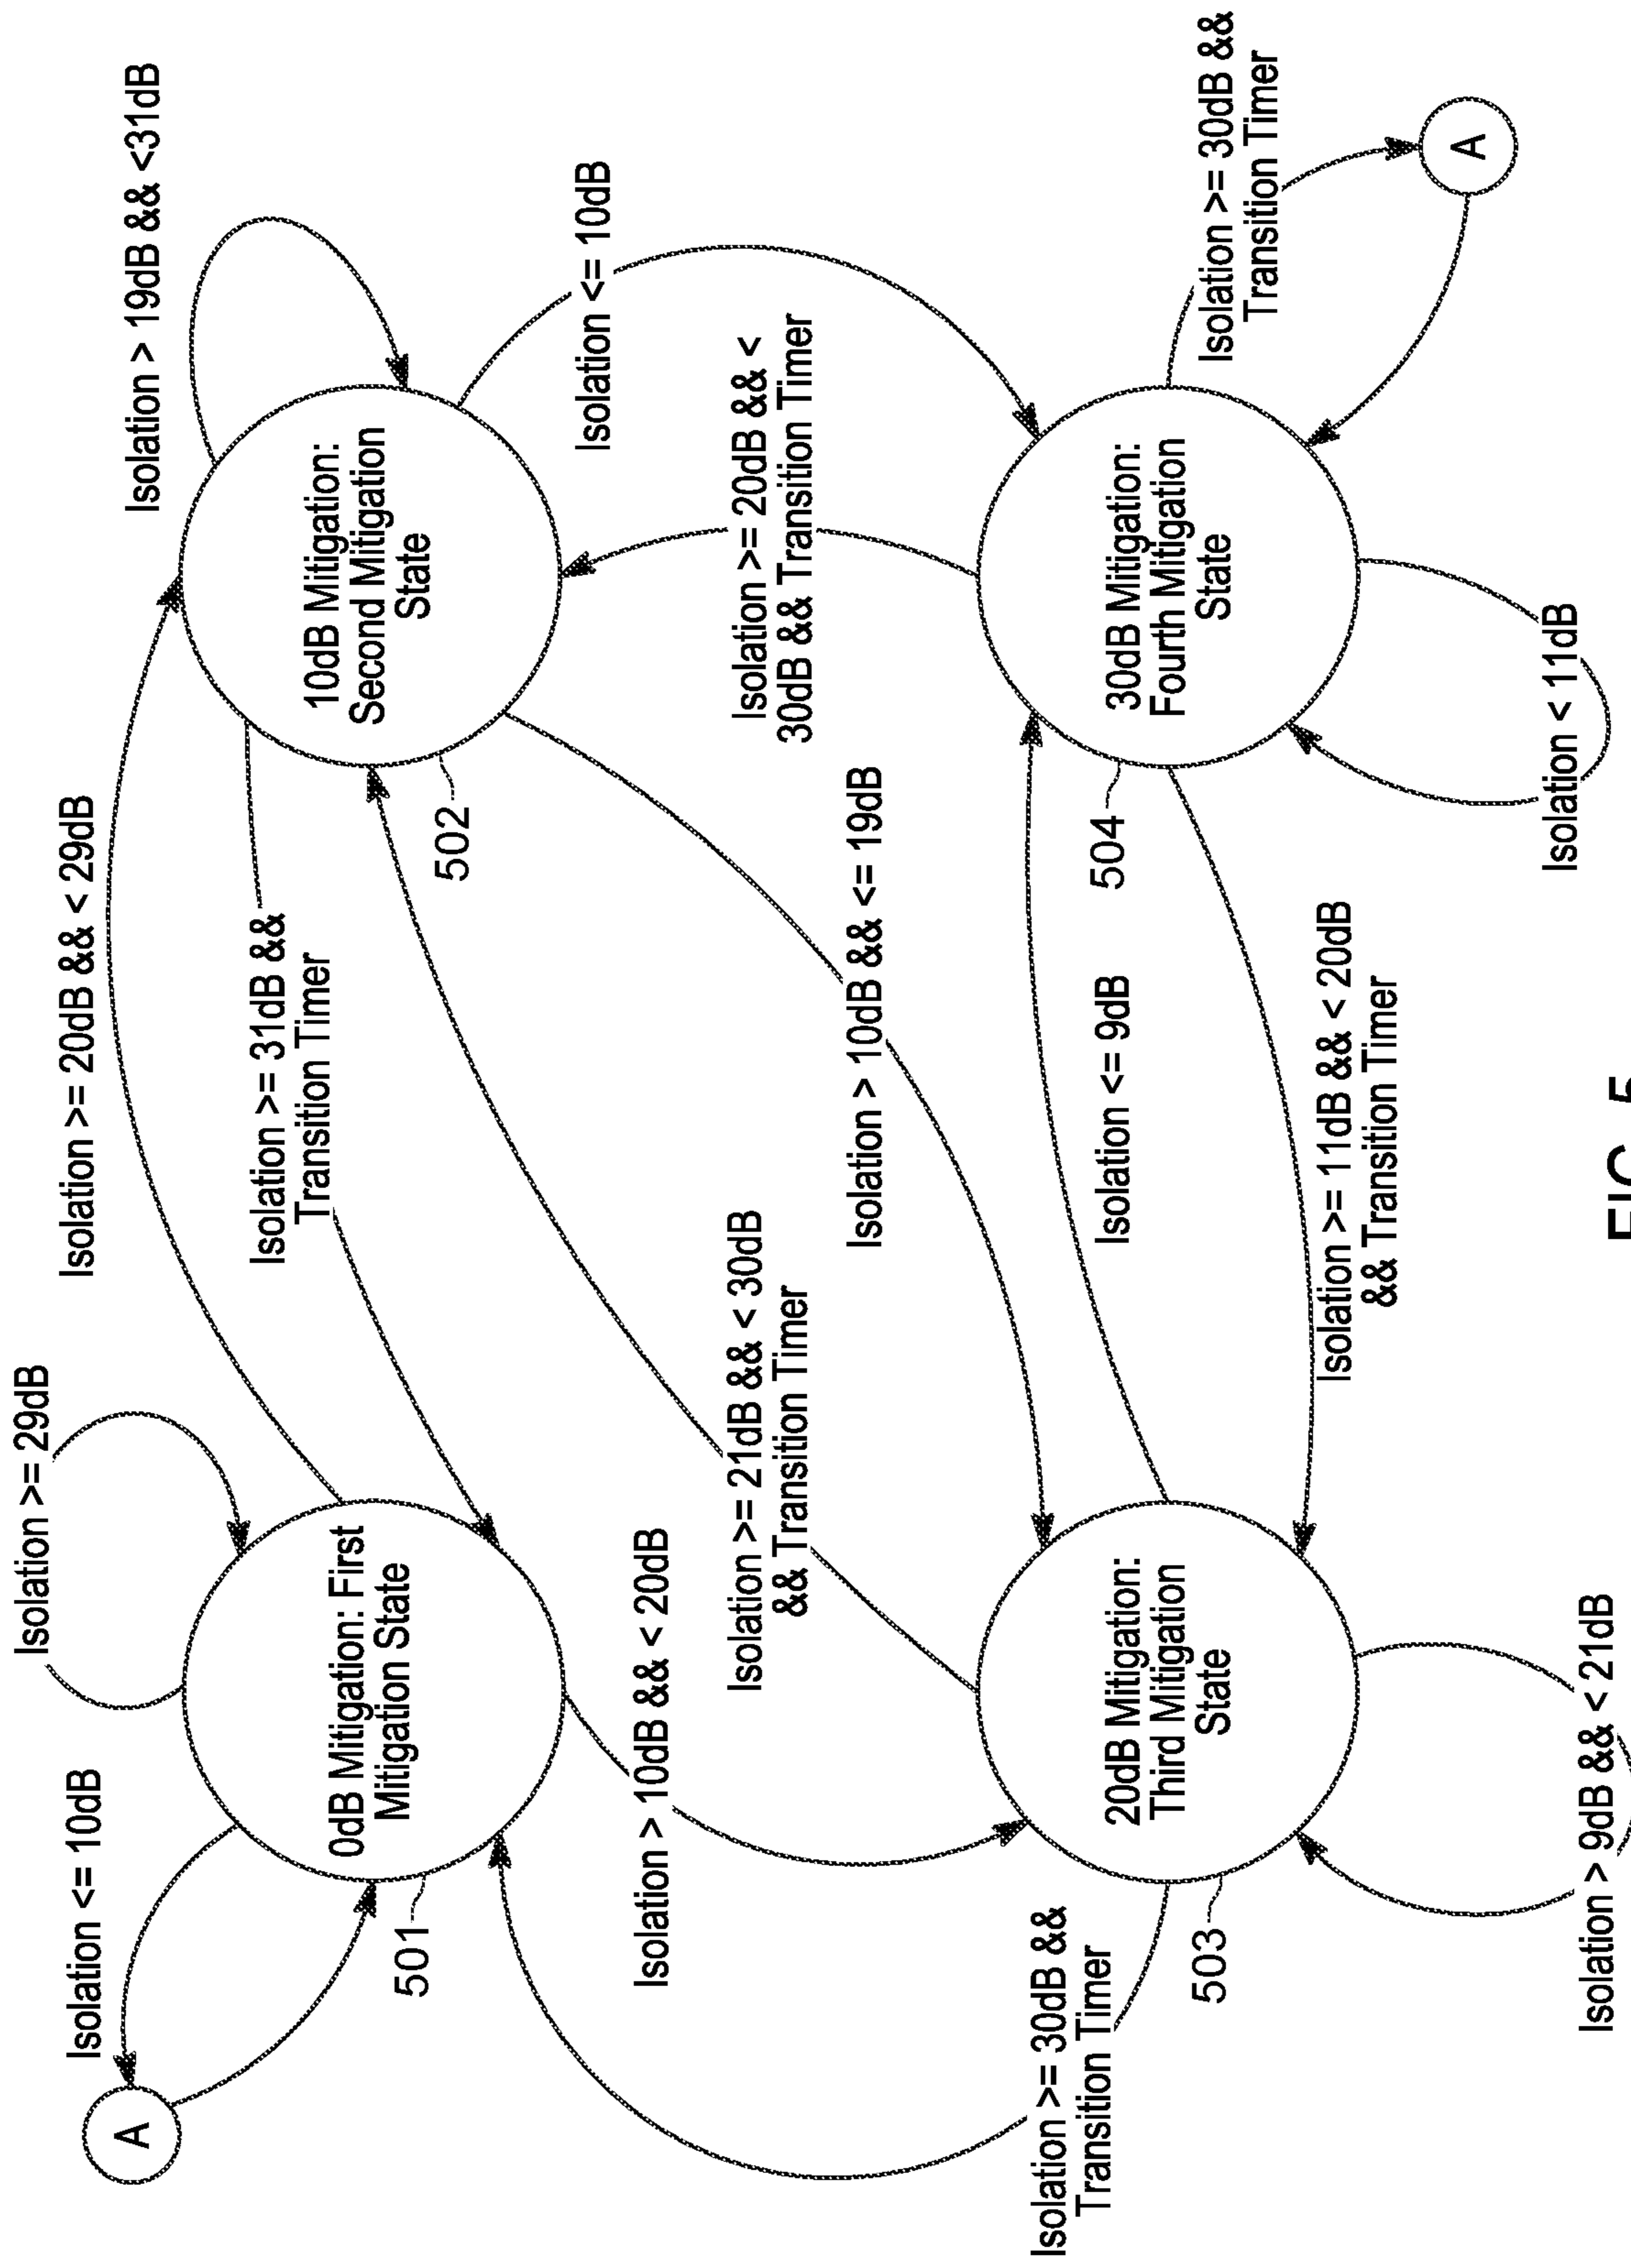 Isolation >= 29dB
Isolation <= 10dB
A
0dB Mitigation: First
Mitigation State
501
Isolation >= 20dB && < 29dB
Isolation >= 31dB &&
Transition Timer
Isolation > 19dB && <31dB
10dB Mitigation:
Second Mitigation
State
502
Isolation <= 10dB
Isolation > 10dB && < 20dB
Isolation >= 21dB && < 30dB
&& Transition Timer
Isolation > 10dB && <= 19dB
Isolation >= 20dB && <
30dB && Transition Timer
Isolation >= 30dB &&
Transition Timer
20dB Mitigation:
Third Mitigation
State
503
Isolation <= 9dB
Isolation >= 11dB && < 20dB
&& Transition Timer
30dB Mitigation:
Fourth Mitigation
State
504
Isolation >= 30dB &&
Transition Timer
A
Isolation > 9dB && < 21dB
Isolation < 11dB
FIG. 5